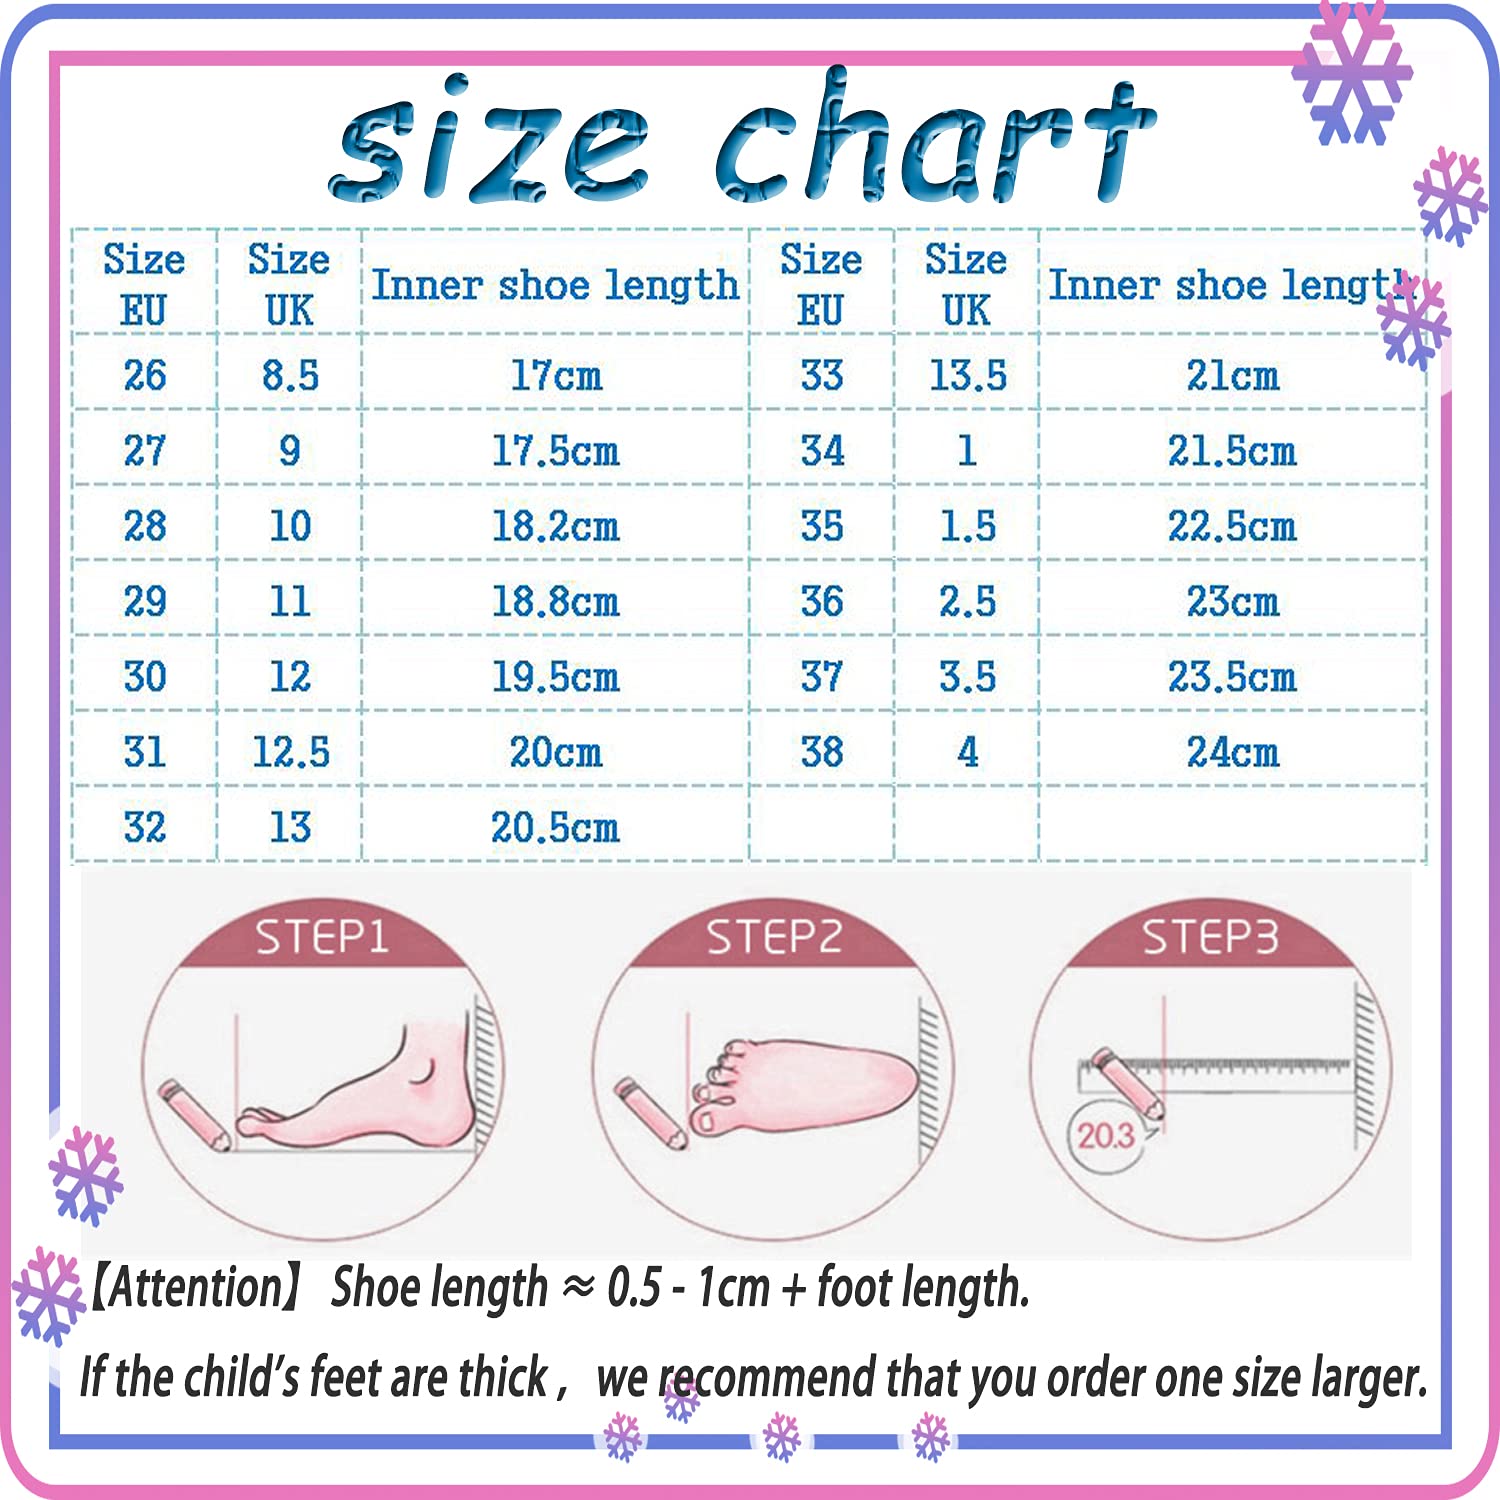 size chart
Size EU Size UK Inner shoe length Size EU Size UK Inner shoe length
26 8.5 17cm 33 13.5 21cm
27 9 17.5cm 34 1 21.5cm
28 10 18.2cm 35 1.5 22.5cm
29 11 18.8cm 36 2.5 23cm
30 12 19.5cm 37 3.5 23.5cm
31 12.5 20cm 38 4 24cm
32 13 20.5cm
STEP1 STEP2 STEP3
20.3
【Attention】 Shoe length ≈ 0.5 - 1cm + foot length.
If the child’s feet are thick , we recommend that you order one size larger.